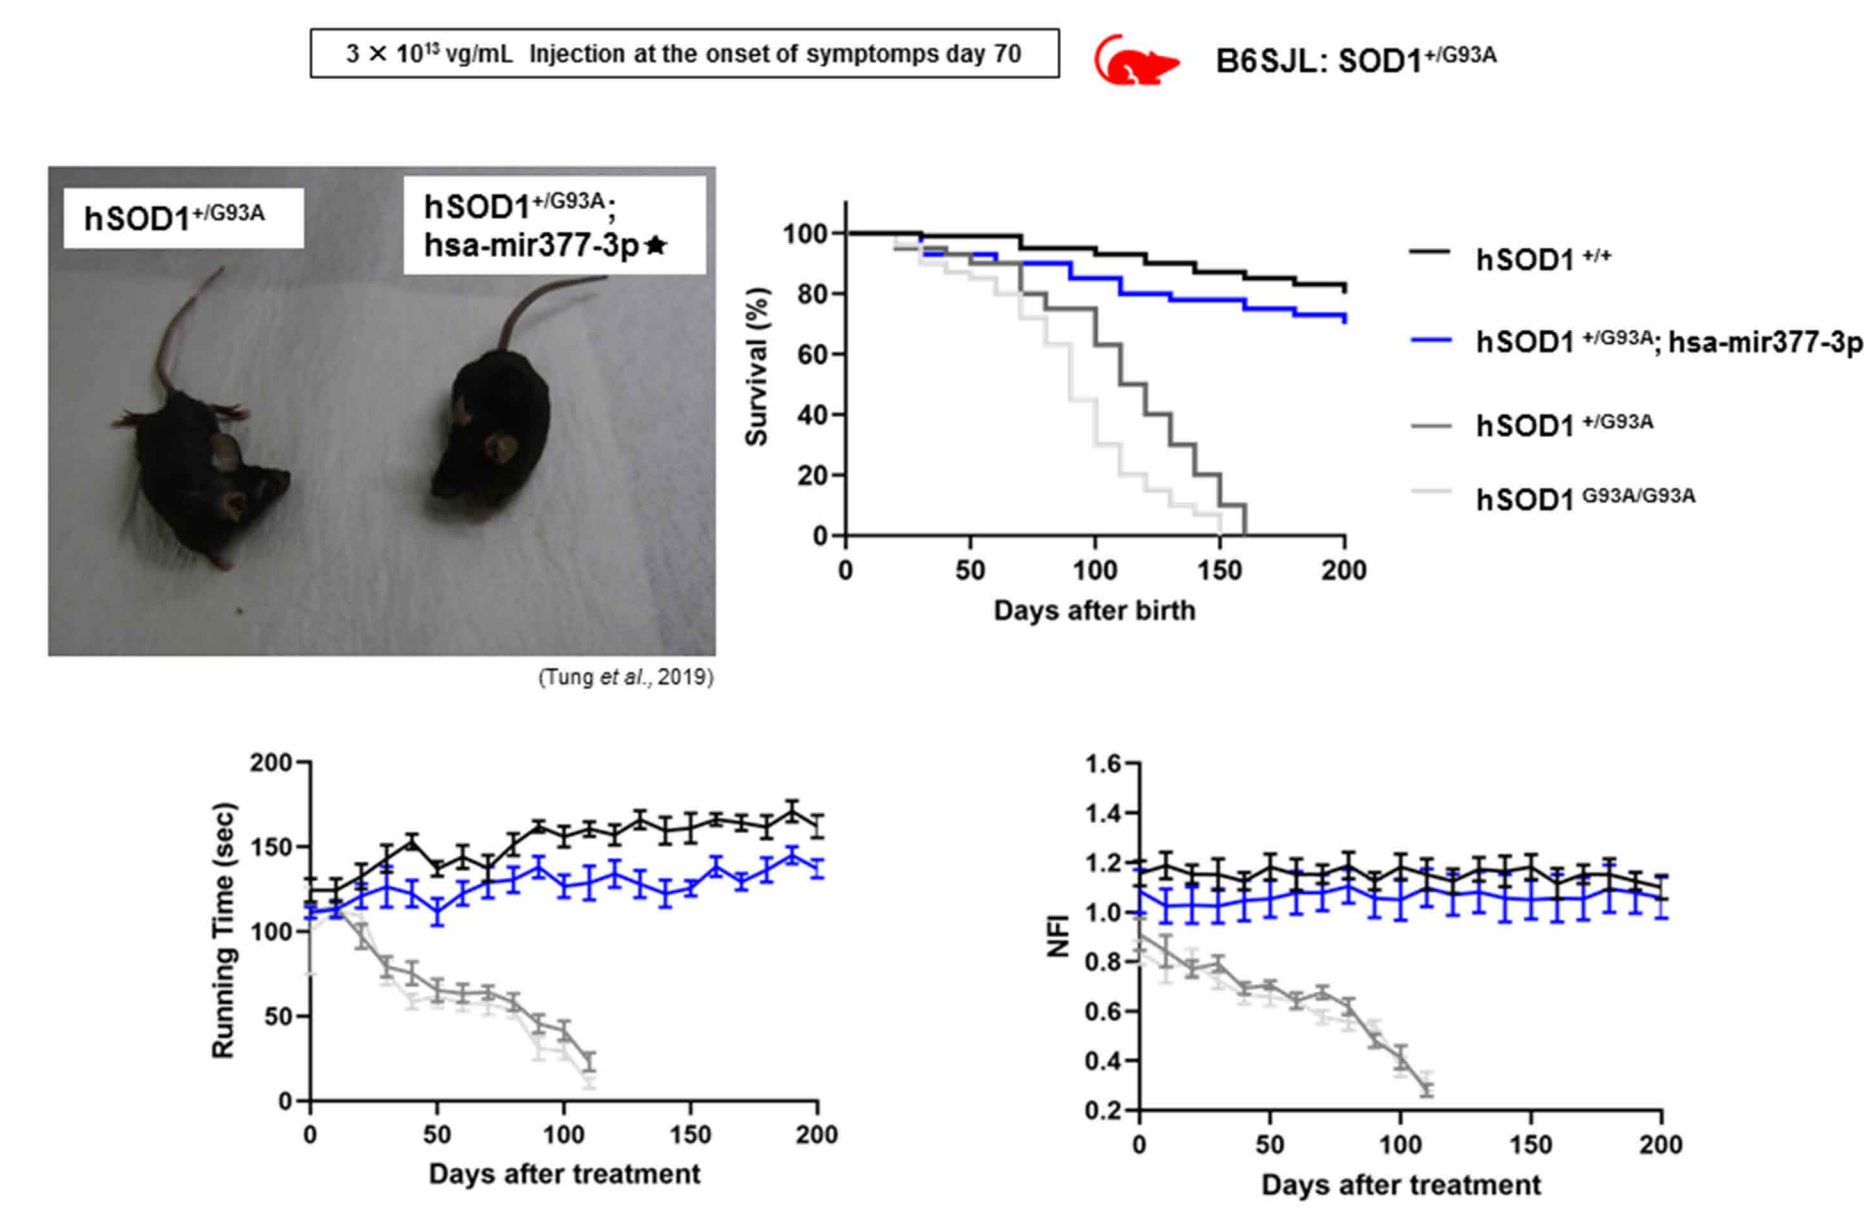 3 × 10¹³ vg/mL Injection at the onset of symptomps day 70
B6SJL: SOD1+/G93A
hSOD1+/G93A
hSOD1+/G93A;
hsa-mir377-3p★
(Tung et al., 2019)
Survival (%)
100
80
60
40
20
0
0 50 100 150 200
Days after birth
hSOD1 +/+
hSOD1 +/G93A; hsa-mir377-3p
hSOD1 +/G93A
hSOD1 G93A/G93A
Running Time (sec)
200
150
100
50
0
0 50 100 150 200
Days after treatment
NFI
1.6
1.4
1.2
1.0
0.8
0.6
0.4
0.2
0 50 100 150 200
Days after treatment